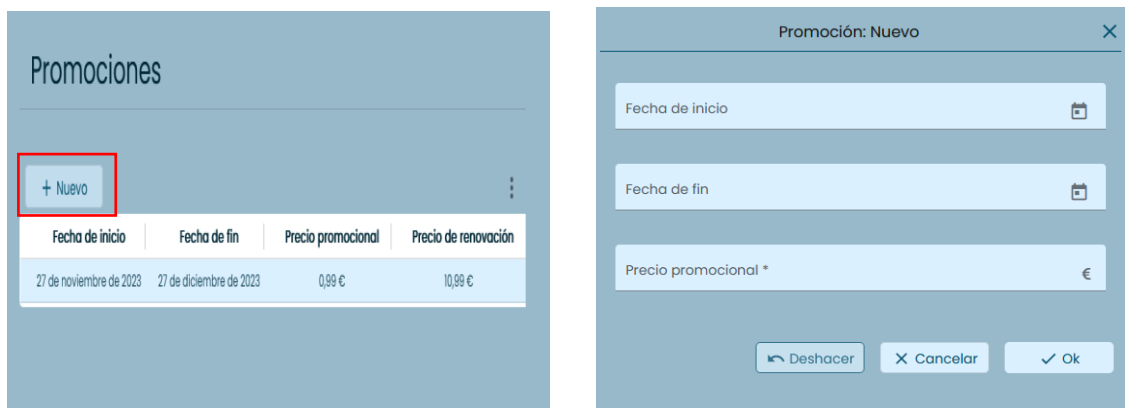 Promociones
+ Nuevo
Fecha de inicio Fecha de fin Precio promocional Precio de renovación
27 de noviembre de 2023 27 de diciembre de 2023 0,99 € 10,99 €
Promoción: Nuevo
Fecha de inicio
Fecha de fin
Precio promocional * €
Deshacer Cancelar Ok